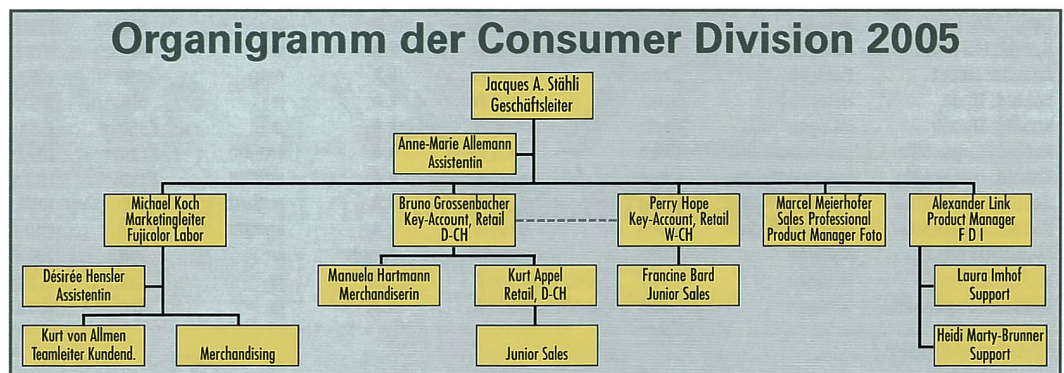 Organigramm der Consumer Division 2005
Jacques A. Stähli
Geschäftsleiter
Anne-Marie Allemann
Assistentin
Michael Koch
Marketingleiter
Fujicolor Labor
Bruno Grossenbacher
Key-Account, Retail
D-CH
Perry Hope
Key-Account, Retail
W-CH
Marcel Meierhofer
Sales Professional
Product Manager Foto
Alexander Link
Product Manager
F D I
Désirée Hensler
Assistentin
Manuela Hartmann
Merchandiserin
Kurt Appel
Retail, D-CH
Francine Bard
Junior Sales
Laura Imhof
Support
Kurt von Allmen
Teamleiter Kundend.
Merchandising
Junior Sales
Heidi Marty-Brunner
Support